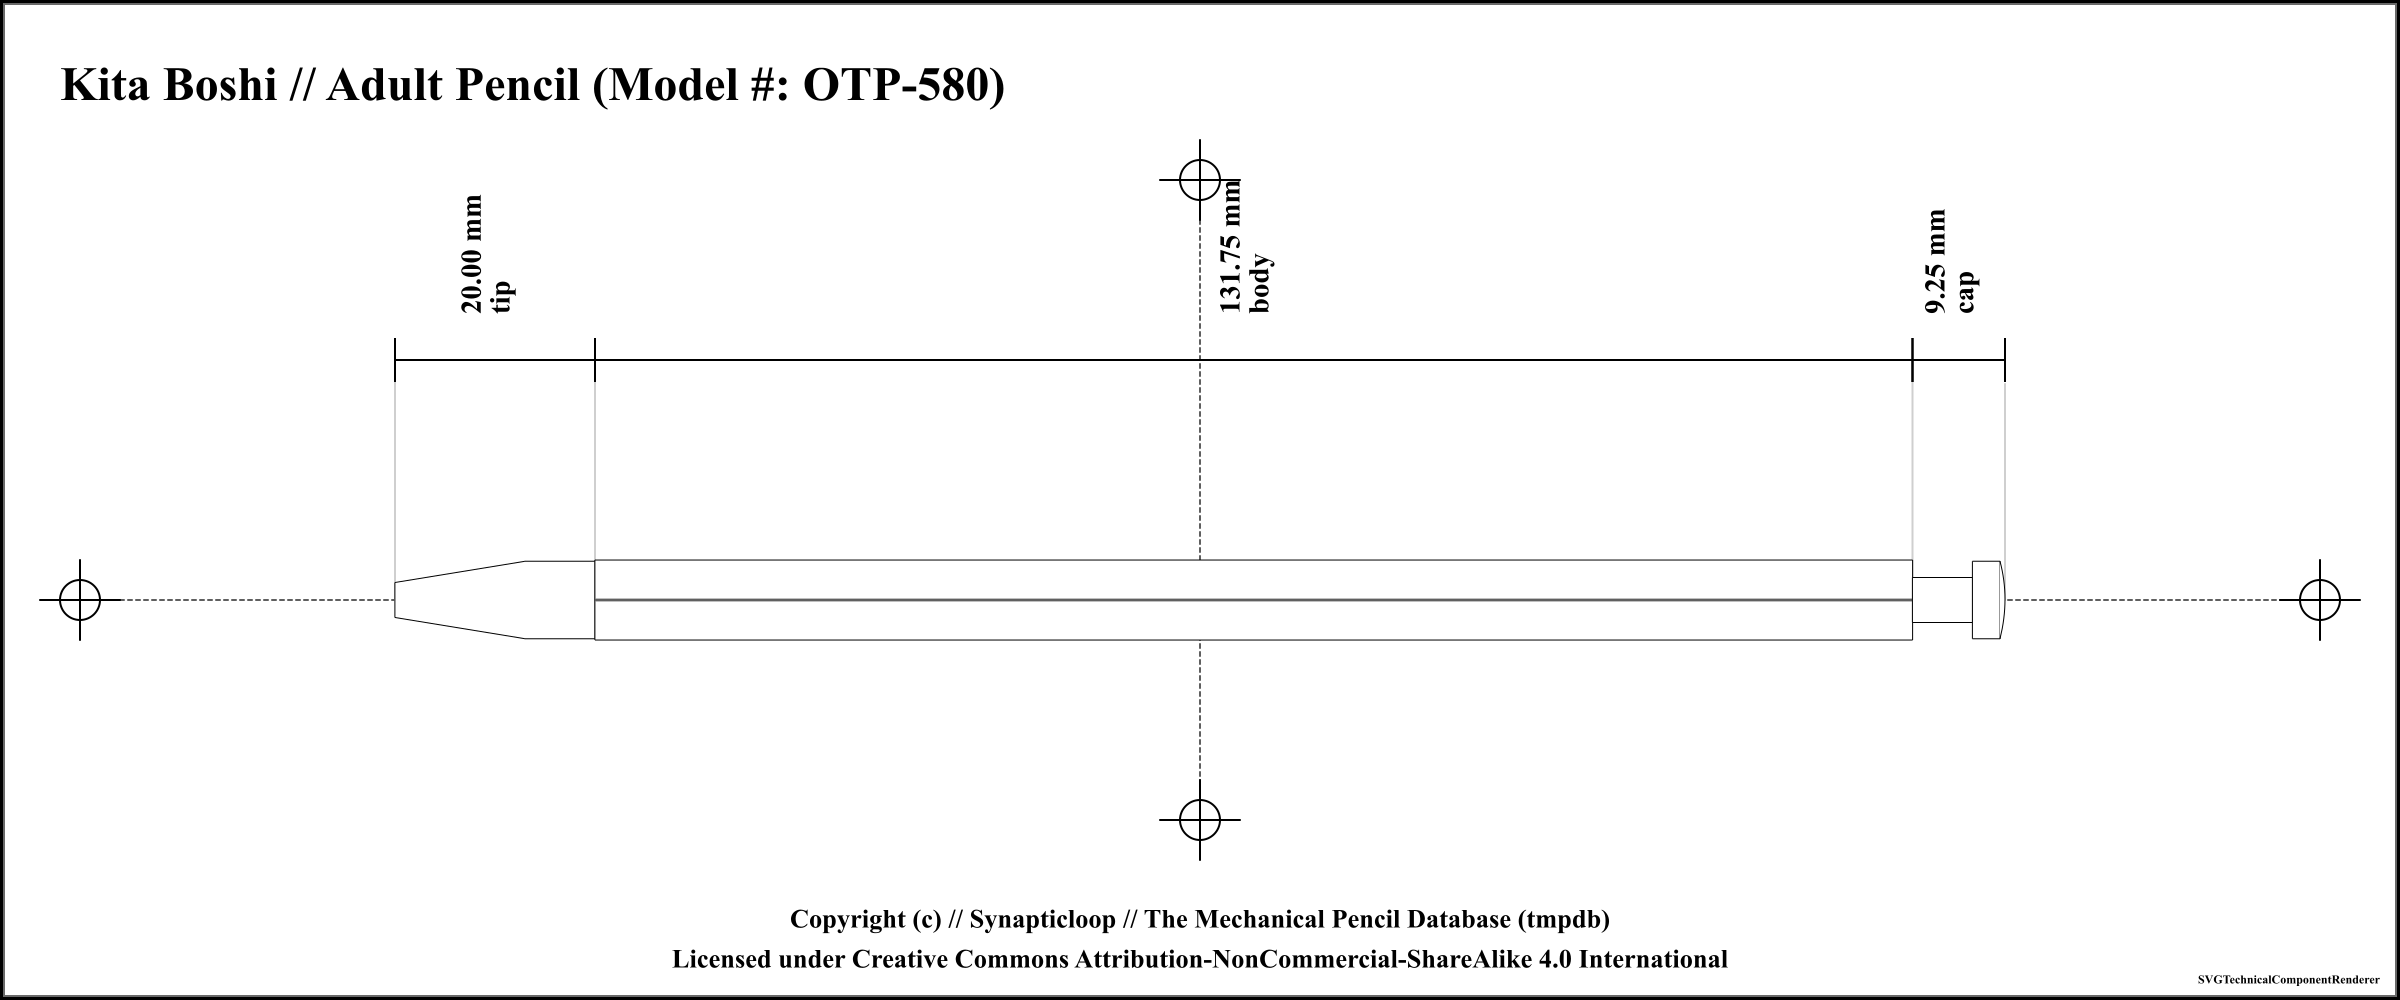 Kita Boshi // Adult Pencil (Model #: OTP-580)
20.00 mm
tip
131.75 mm
body
9.25 mm
cap
Copyright (c) // Synapticloop // The Mechanical Pencil Database (tmpdb)
Licensed under Creative Commons Attribution-NonCommercial-ShareAlike 4.0 International
SVGTechnicalComponentRenderer